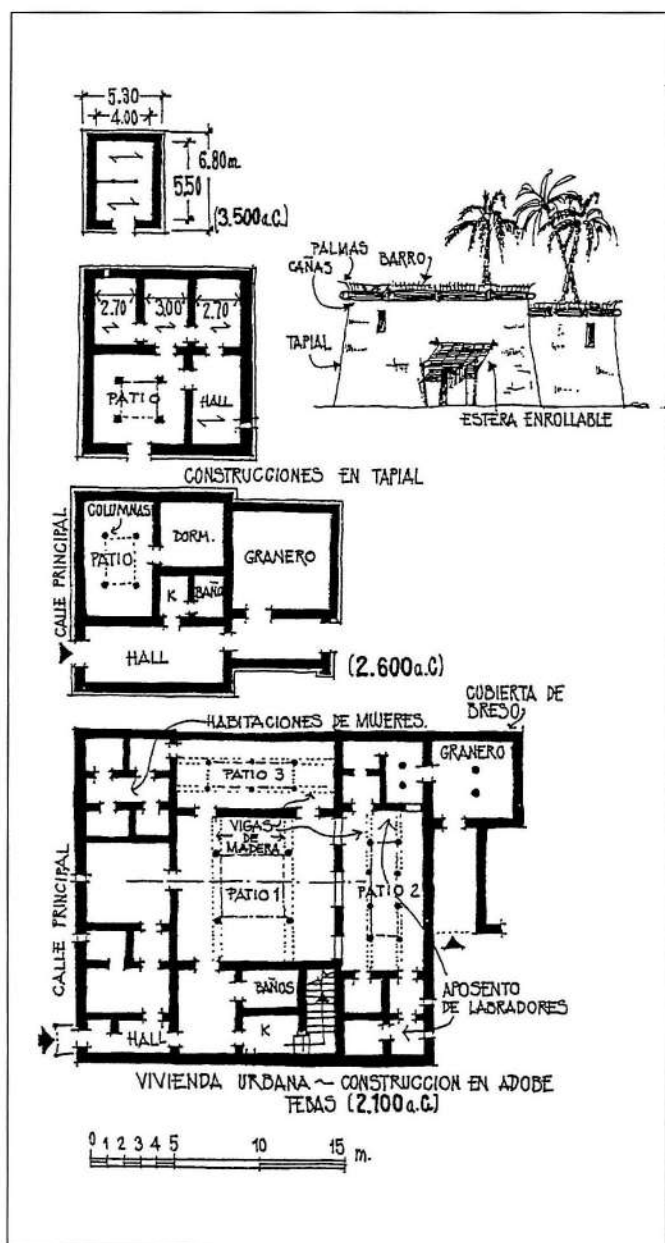 5.30
4.00
6.80m.
5.50
(3.500 a.C.)
PALMAS
CAÑAS
BARRO
TAPIAL
ESTERA ENROLLABLE
2.70
3.00
2.70
PATIO
HALL
CONSTRUCCIONES EN TAPIAL
CALLE PRINCIPAL
COLUMNAS
PATIO
DORM.
GRANERO
K
BAÑO
HALL
(2.600 a.C)
CUBIERTA DE
BRESO
HABITACIONES DE MUJERES.
GRANERO
PATIO 3
VIGAS
DE
MADERA
PATIO 1
PATIO 2
CALLE PRINCIPAL
BAÑOS
K
HALL
APOSENTO
DE LABRADORES
VIVIENDA URBANA ~ CONSTRUCCION EN ADOBE
TEBAS (2.100 a.C.)
0 1 2 3 4 5 10 15 m.